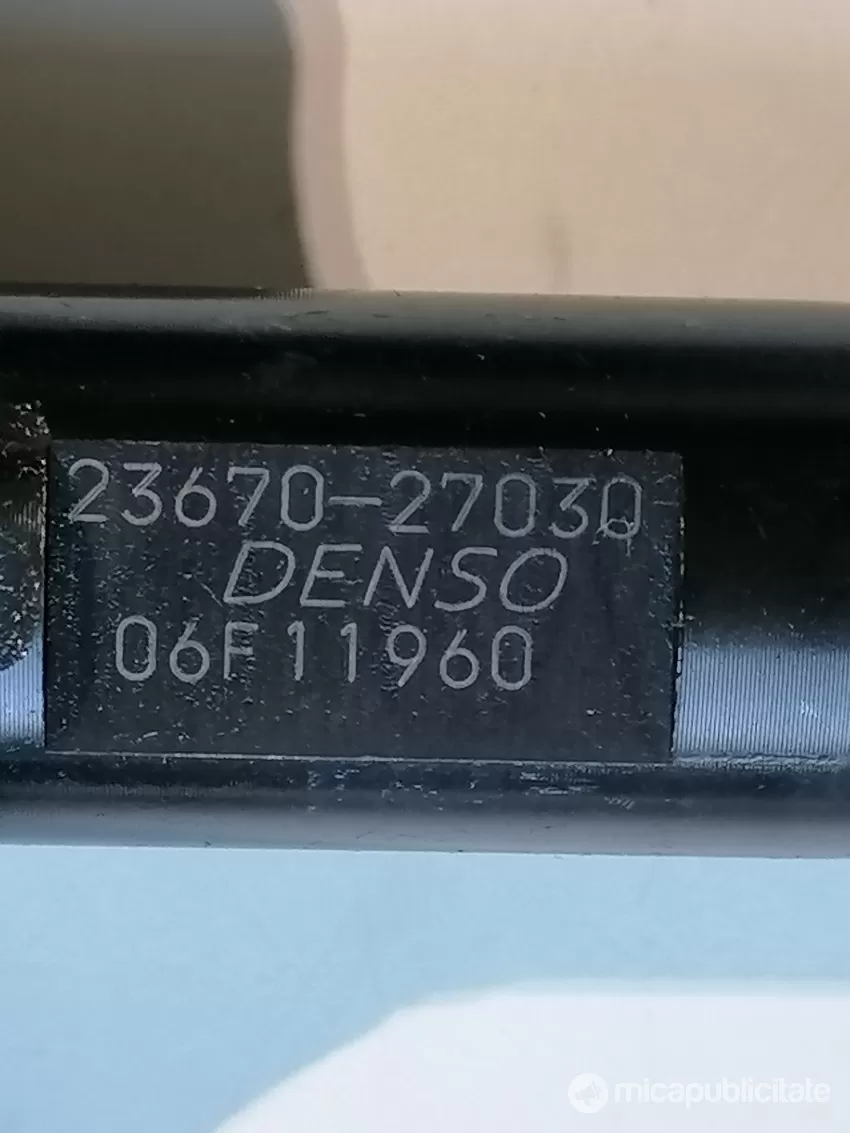 23670-27030
DENSO
06F11960
micapublicitate